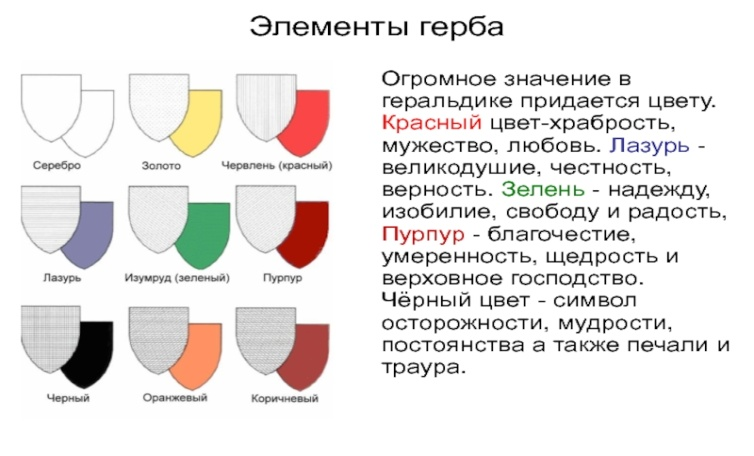 Элементы герба
Серебро
Золото
Червлень (красный)
Лазурь
Изумруд (зеленый)
Пурпур
Черный
Оранжевый
Коричневый
Огромное значение в
геральдике придается цвету.
Красный цвет-храбрость,
мужество, любовь. Лазурь -
великодушие, честность,
верность. Зелень - надежду,
изобилие, свободу и радость,
Пурпур - благочестие,
умеренность, щедрость и
верховное господство.
Чёрный цвет - символ
осторожности, мудрости,
постоянства а также печали и
траура.